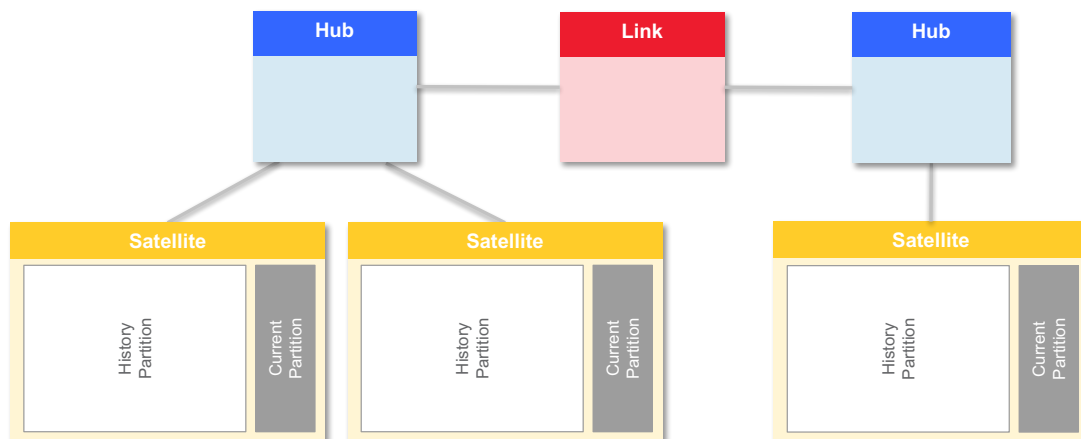 Hub
Link
Hub
Satellite
Satellite
Satellite
History
Partition
Current
Partition
History
Partition
Current
Partition
History
Partition
Current
Partition